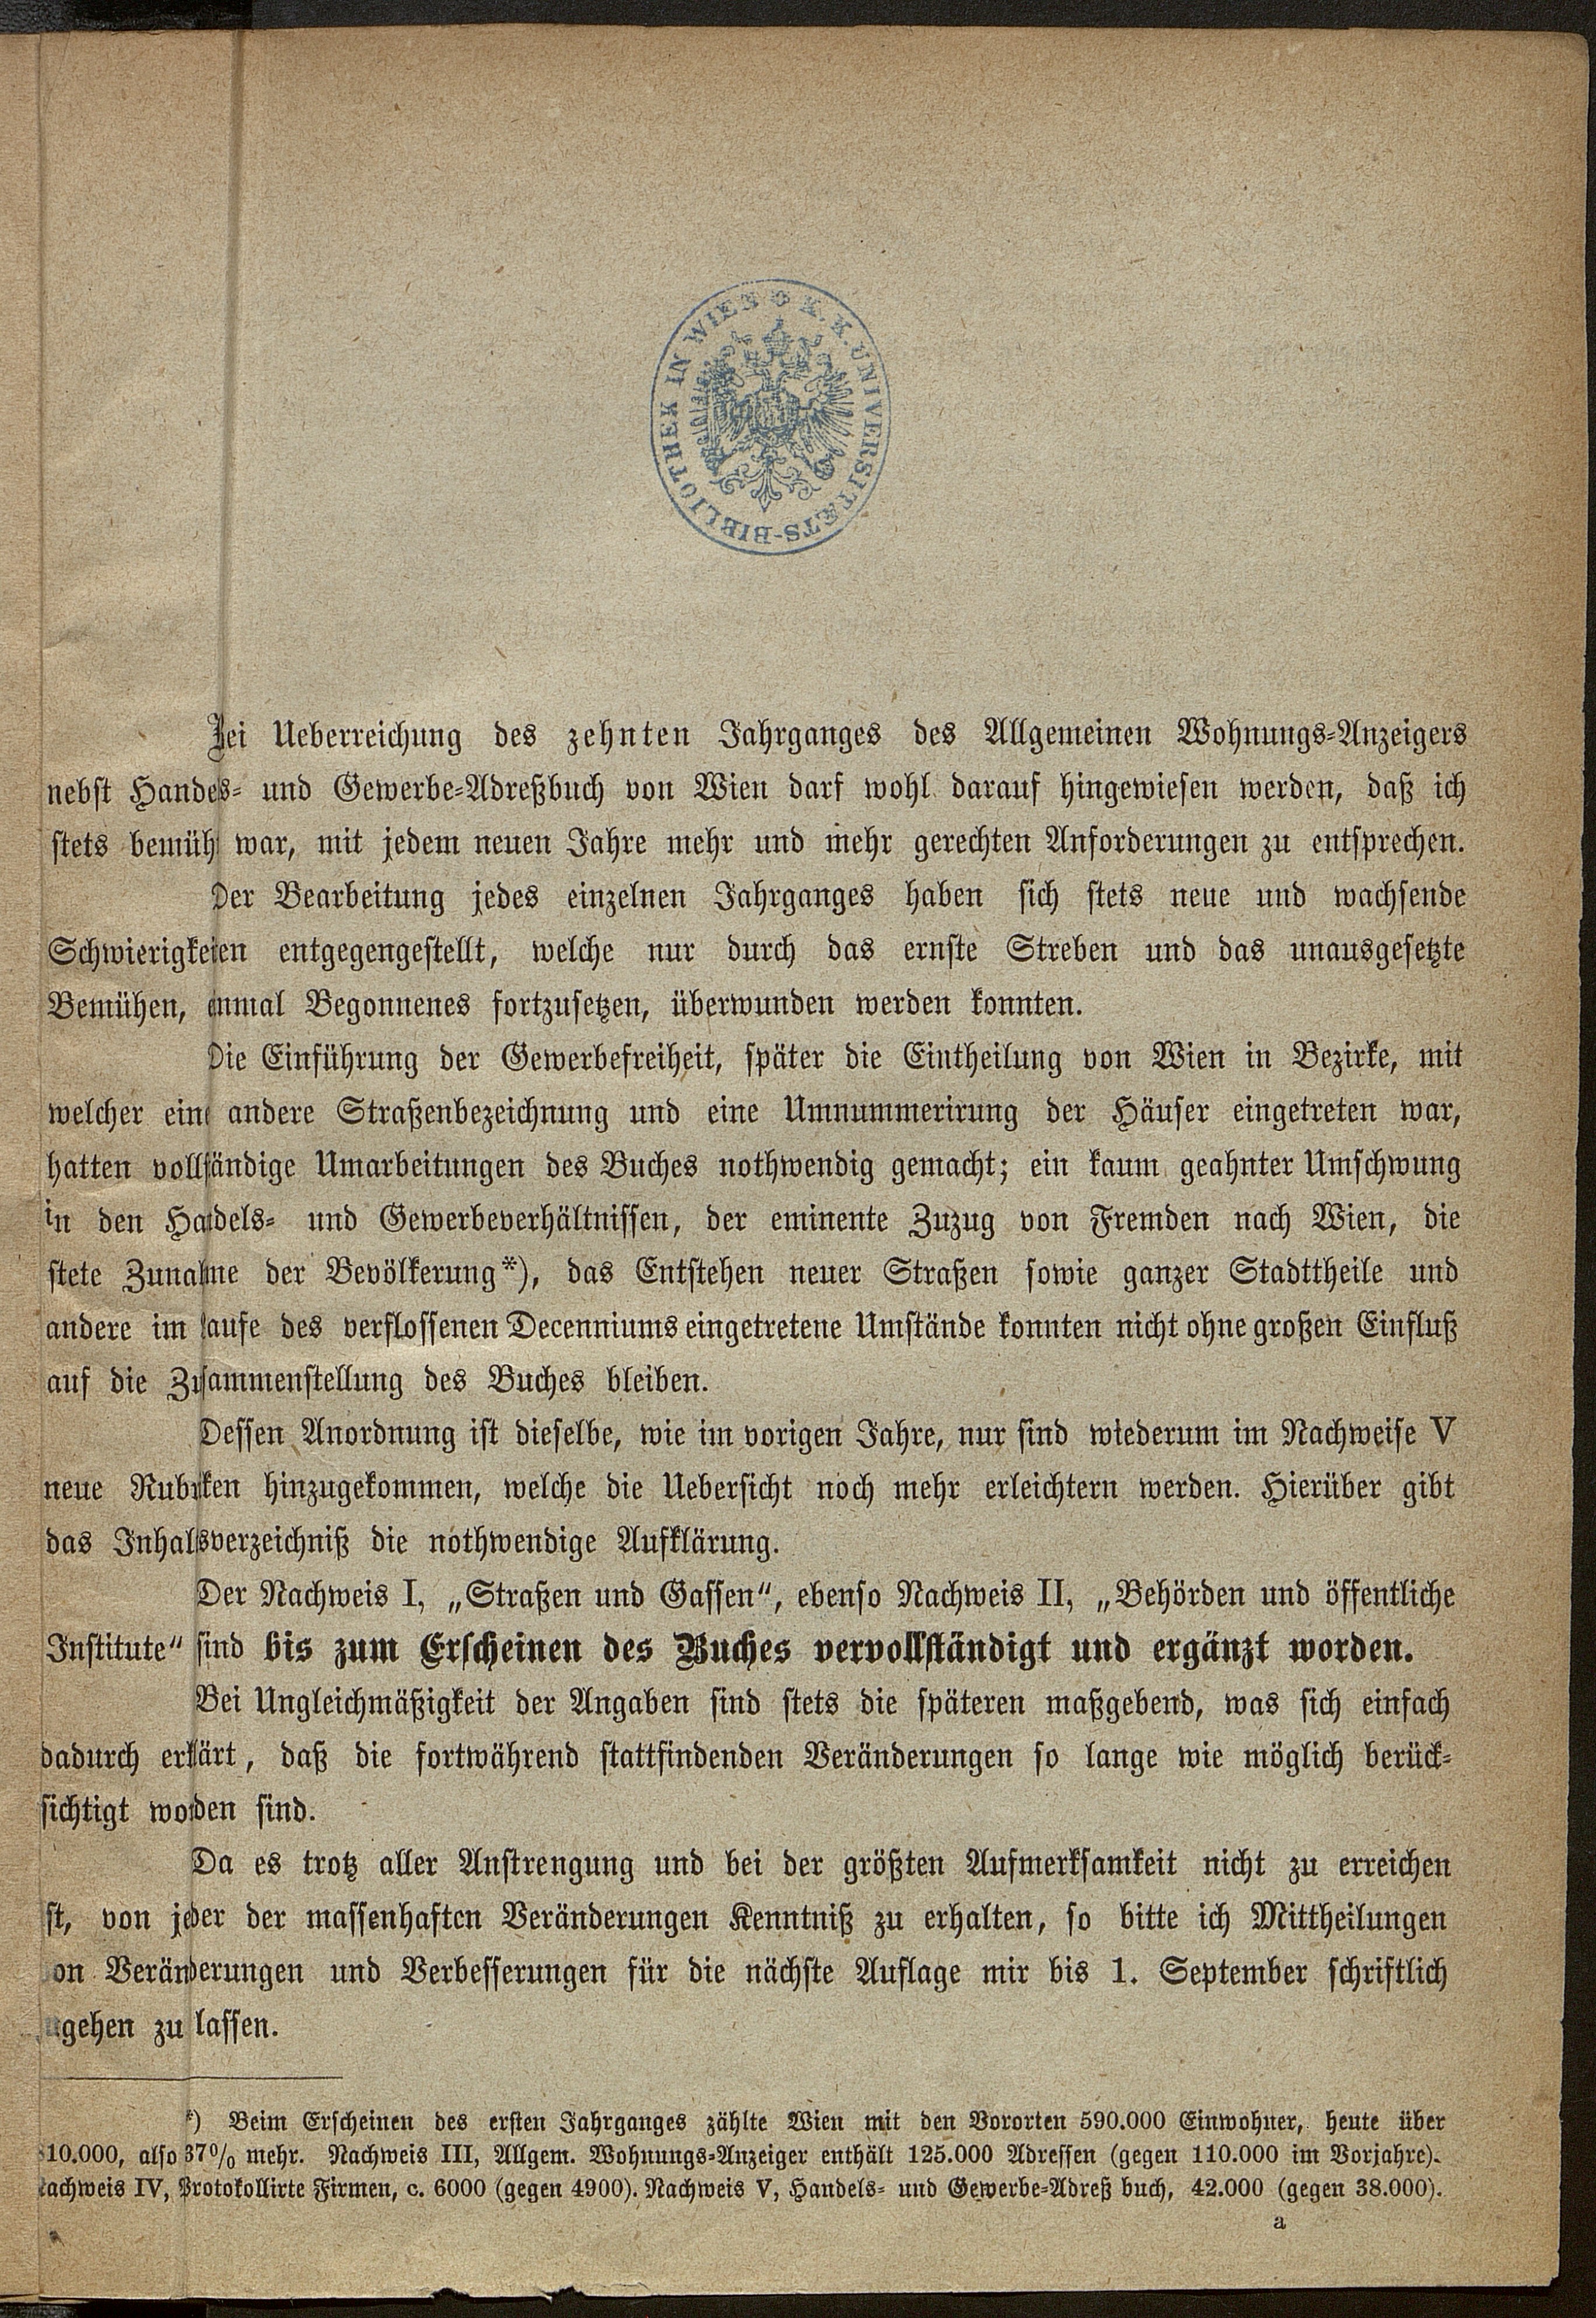 K. K. UNIVERSITÆTS-BIBLIOTHEK IN WIEN
Bei Ueberreichung des zehnten Jahrganges des Allgemeinen Wohnungs-Anzeigers
nebst Handels- und Gewerbe-Adreßbuch von Wien darf wohl darauf hingewiesen werden, daß ich
stets bemüht war, mit jedem neuen Jahre mehr und mehr gerechten Anforderungen zu entsprechen.
Der Bearbeitung jedes einzelnen Jahrganges haben sich stets neue und wachsende
Schwierigkeiten entgegengestellt, welche nur durch das ernste Streben und das unausgesetzte
Bemühen, einmal Begonnenes fortzusetzen, überwunden werden konnten.
Die Einführung der Gewerbefreiheit, später die Eintheilung von Wien in Bezirke, mit
welcher eine andere Straßenbezeichnung und eine Umnummerirung der Häuser eingetreten war,
hatten vollständige Umarbeitungen des Buches nothwendig gemacht; ein kaum geahnter Umschwung
in den Handels- und Gewerbeverhältnissen, der eminente Zuzug von Fremden nach Wien, die
stete Zunahme der Bevölkerung*), das Entstehen neuer Straßen sowie ganzer Stadttheile und
andere im Laufe des verflossenen Decenniums eingetretene Umstände konnten nicht ohne großen Einfluß
auf die Zusammenstellung des Buches bleiben.
Dessen Anordnung ist dieselbe, wie im vorigen Jahre, nur sind wiederum im Nachweise V
neue Rubriken hinzugekommen, welche die Uebersicht noch mehr erleichtern werden. Hierüber gibt
das Inhaltsverzeichniß die nothwendige Aufklärung.
Der Nachweis I, „Straßen und Gassen“, ebenso Nachweis II, „Behörden und öffentliche
Institute“ sind bis zum Erscheinen des Buches vervollständigt und ergänzt worden.
Bei Ungleichmäßigkeit der Angaben sind stets die späteren maßgebend, was sich einfach
dadurch erklärt, daß die fortwährend stattfindenden Veränderungen so lange wie möglich berück-
sichtigt worden sind.
Da es trotz aller Anstrengung und bei der größten Aufmerksamkeit nicht zu erreichen
ist, von jeder der massenhaften Veränderungen Kenntniß zu erhalten, so bitte ich Mittheilungen
von Veränderungen und Verbesserungen für die nächste Auflage mir bis 1. September schriftlich
zugehen zu lassen.
*) Beim Erscheinen des ersten Jahrganges zählte Wien mit den Vororten 590.000 Einwohner, heute über
810.000, also 37% mehr. Nachweis III, Allgem. Wohnungs-Anzeiger enthält 125.000 Adressen (gegen 110.000 im Vorjahre).
Nachweis IV, Protokollirte Firmen, c. 6000 (gegen 4900). Nachweis V, Handels- und Gewerbe-Adreß buch, 42.000 (gegen 38.000).
a